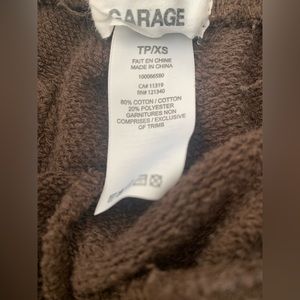 GARAGE
TP/XS
FAIT EN CHINE
MADE IN CHINA
100086580
CA# 11319
RN# 121340
80% COTON / COTTON
20% POLYESTER
GARNITURES NON
COMPRISES / EXCLUSIVE
OF TRIMS